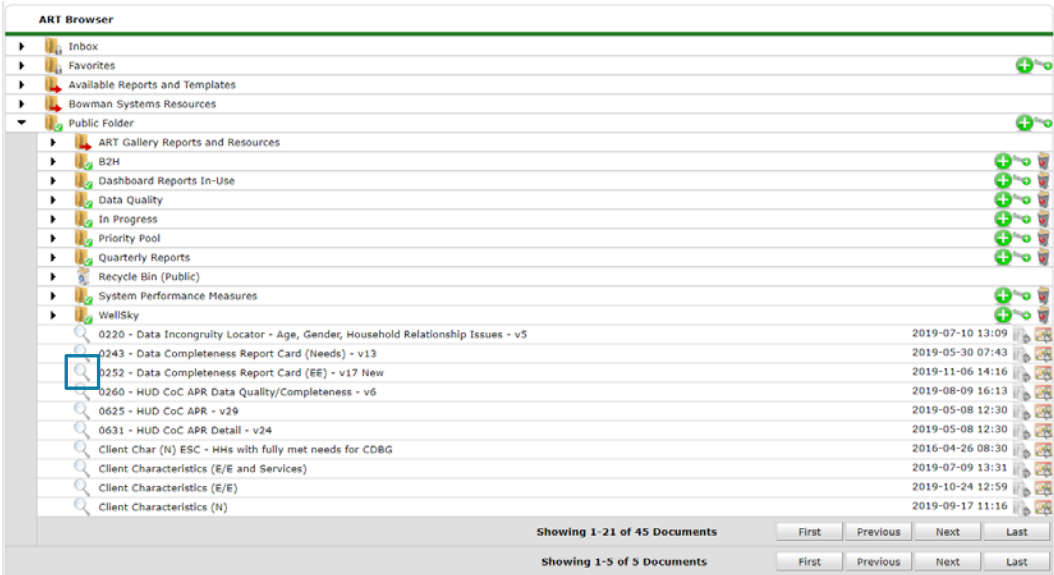 ART Browser
Inbox
Favorites
Available Reports and Templates
Bowman Systems Resources
Public Folder
ART Gallery Reports and Resources
B2H
Dashboard Reports In-Use
Data Quality
In Progress
Priority Pool
Quarterly Reports
Recycle Bin (Public)
System Performance Measures
WellSky
0220 - Data Incongruity Locator - Age, Gender, Household Relationship Issues - v5 2019-07-10 13:09
0243 - Data Completeness Report Card (Needs) - v13 2019-05-30 07:43
0252 - Data Completeness Report Card (EE) - v17 New 2019-11-06 14:16
0260 - HUD CoC APR Data Quality/Completeness - v6 2019-08-09 16:13
0625 - HUD CoC APR - v29 2019-05-08 12:30
0631 - HUD CoC APR Detail - v24 2019-05-08 12:30
Client Char (N) ESC - HHs with fully met needs for CDBG 2016-04-26 08:30
Client Characteristics (E/E and Services) 2019-07-09 13:31
Client Characteristics (E/E) 2019-10-24 12:59
Client Characteristics (N) 2019-09-17 11:16
Showing 1-21 of 45 Documents First Previous Next Last
Showing 1-5 of 5 Documents First Previous Next Last